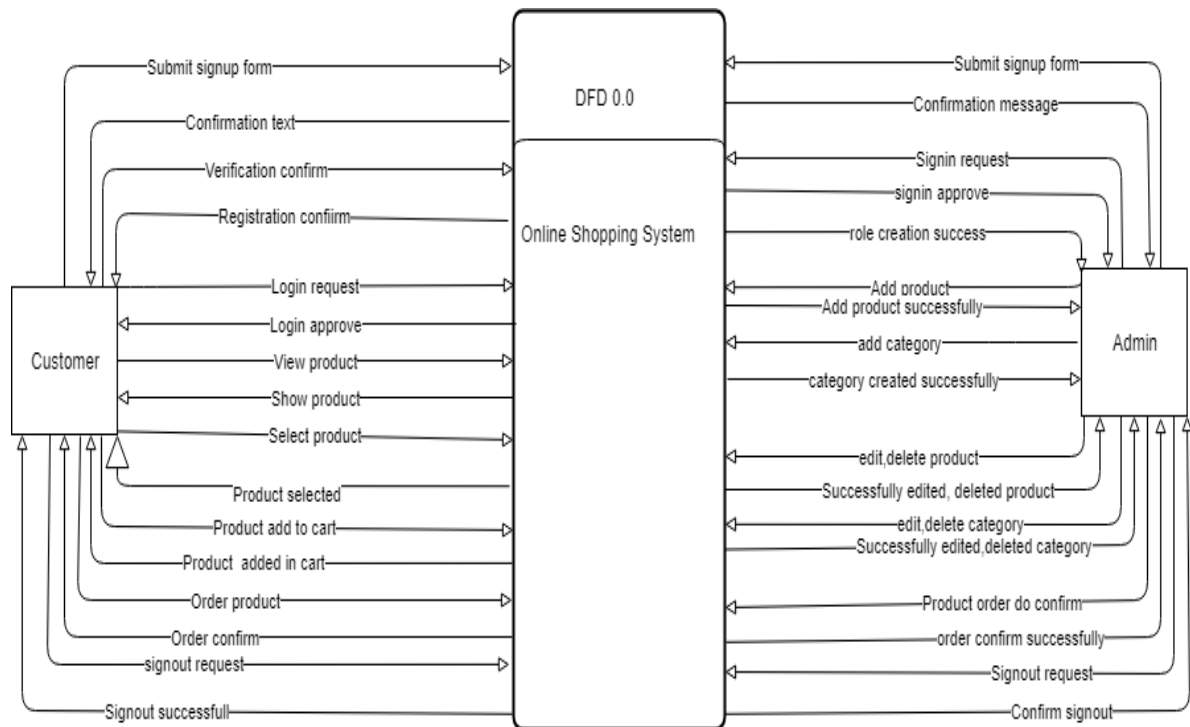 Submit signup form
Confirmation text
Verification confirm
Registration confiirm
Login request
Login approve
Customer
View product
Show product
Select product
Product selected
Product add to cart
Product added in cart
Order product
Order confirm
signout request
Signout successfull
DFD 0.0
Online Shopping System
Submit signup form
Confirmation message
Signin request
signin approve
role creation success
Add product
Add product successfully
add category
Admin
category created successfully
edit,delete product
Successfully edited, deleted product
edit,delete category
Successfully edited,deleted category
Product order do confirm
order confirm successfully
Signout request
Confirm signout